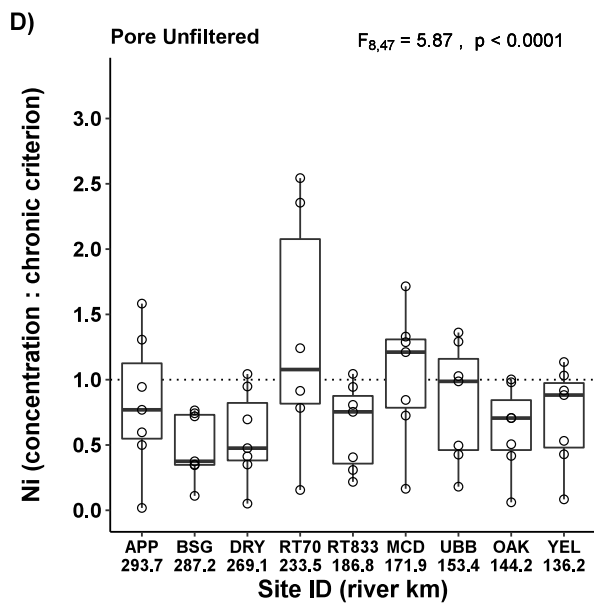 D)
Pore Unfiltered
F8,47 = 5.87 , p < 0.0001
Ni (concentration : chronic criterion)
3.0
2.5
2.0
1.5
1.0
0.5
0.0
APP BSG DRY RT70 RT833 MCD UBB OAK YEL
293.7 287.2 269.1 233.5 186.8 171.9 153.4 144.2 136.2
Site ID (river km)